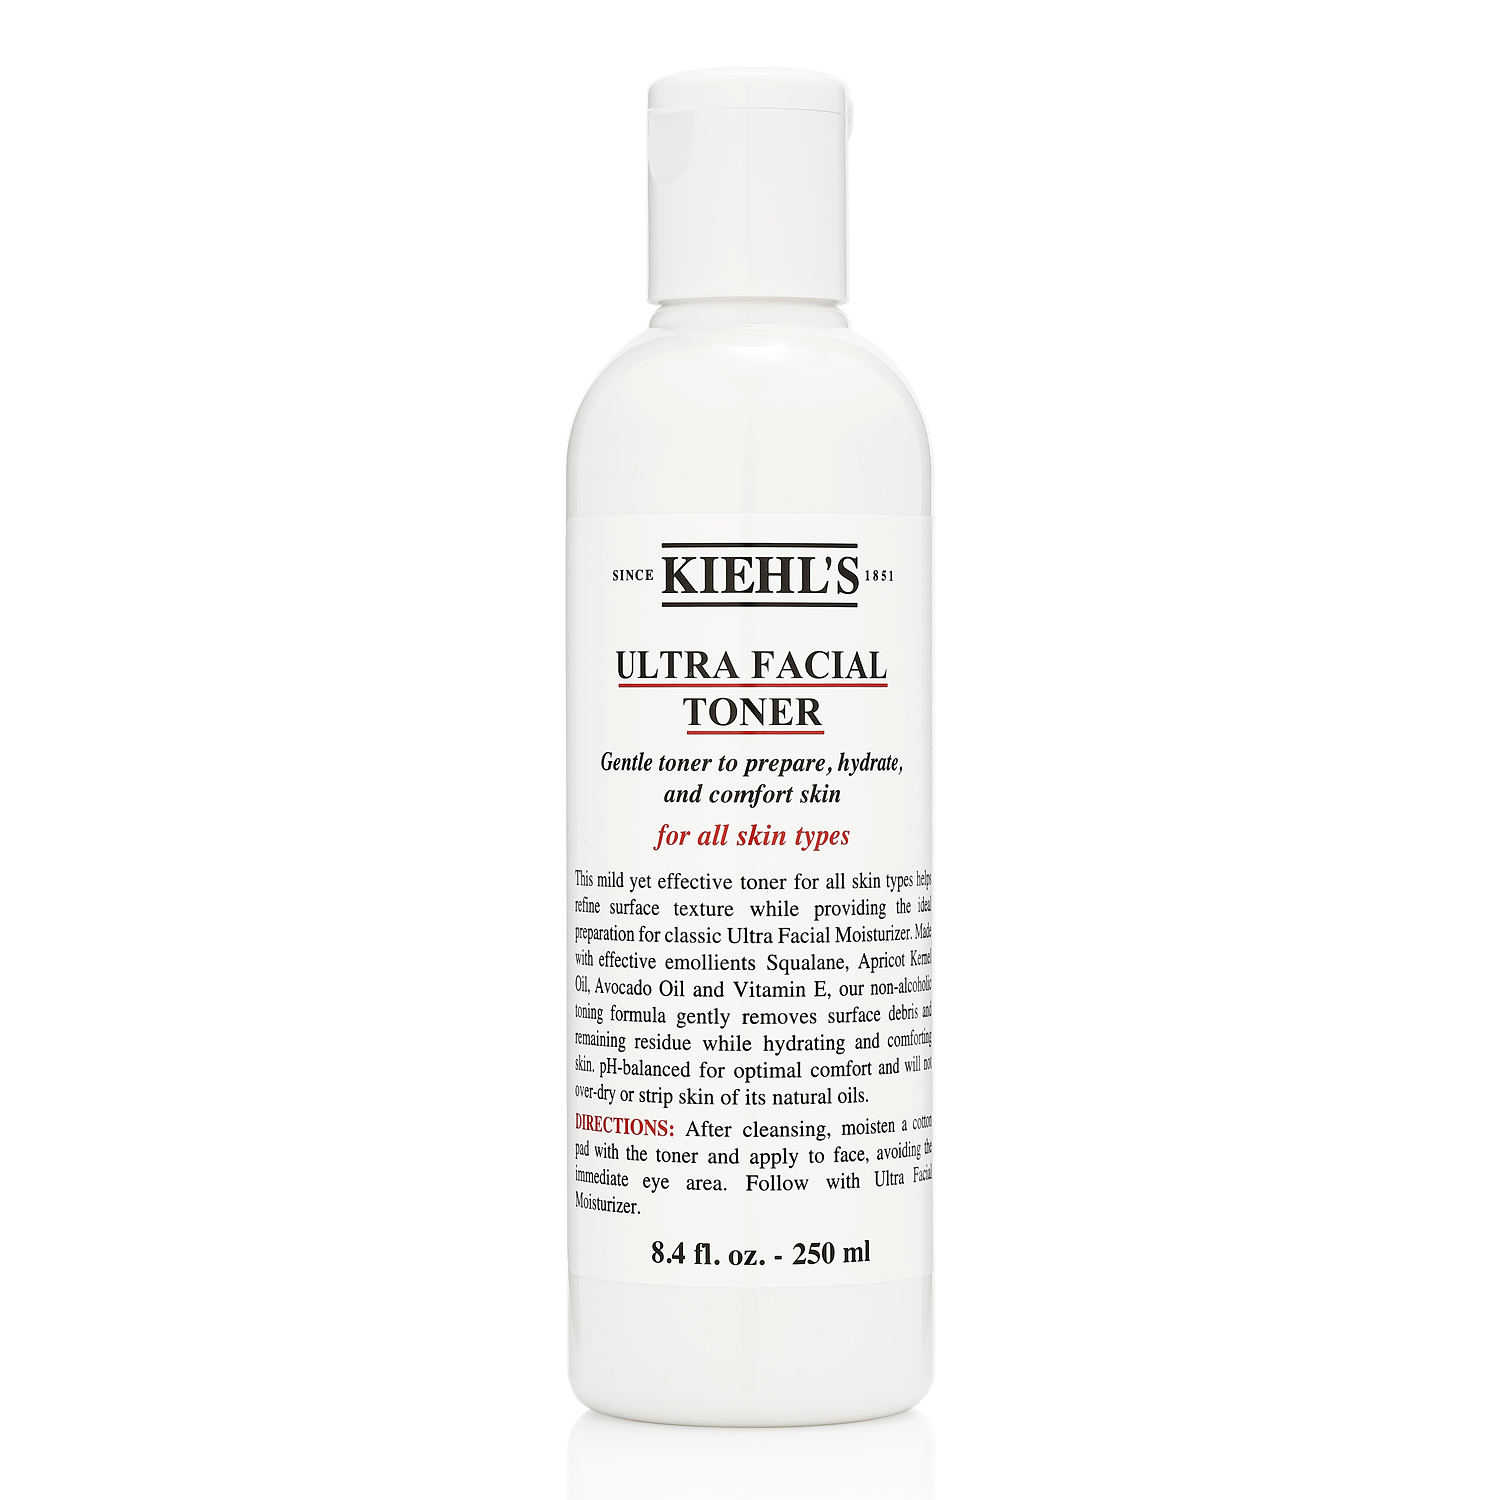 SINCE KIEHL'S 1851
ULTRA FACIAL
TONER
Gentle toner to prepare, hydrate,
and comfort skin
for all skin types
This mild yet effective toner for all skin types helps
refine surface texture while providing the ideal
preparation for classic Ultra Facial Moisturizer. Made
with effective emollients Squalane, Apricot Kernel
Oil, Avocado Oil and Vitamin E, our non-alcoholic
toning formula gently removes surface debris and
remaining residue while hydrating and comforting
skin. pH-balanced for optimal comfort and will not
over-dry or strip skin of its natural oils.
DIRECTIONS: After cleansing, moisten a cotton
pad with the toner and apply to face, avoiding the
immediate eye area. Follow with Ultra Facial
Moisturizer.
8.4 fl. oz. - 250 ml